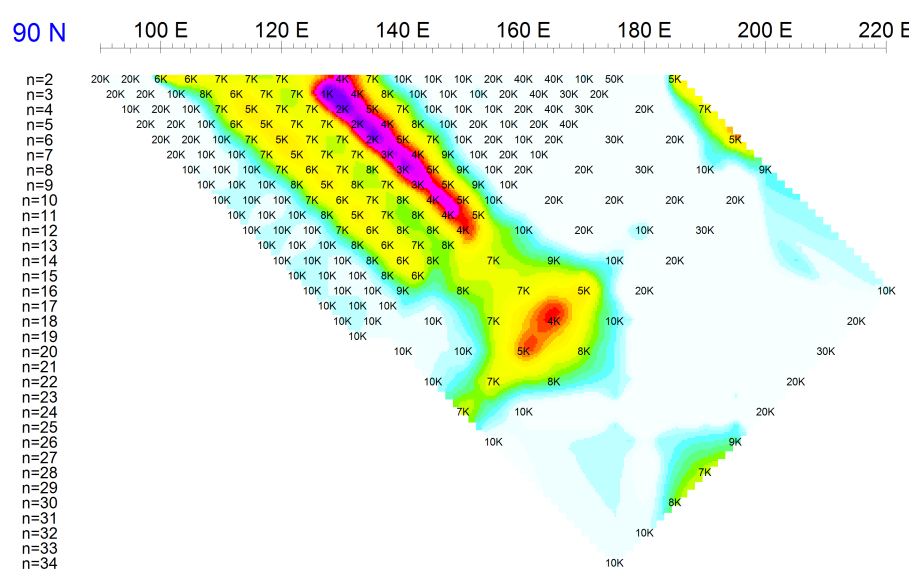 90 N
100 E 120 E 140 E 160 E 180 E 200 E 220 E
n=2 20K 20K 6K 6K 7K 7K 7K 4K 7K 10K 10K 10K 20K 40K 40K 10K 50K 5K
n=3 20K 20K 10K 8K 6K 7K 7K 1K 4K 8K 10K 10K 10K 20K 40K 30K 20K
n=4 10K 20K 10K 7K 5K 7K 7K 2K 5K 7K 10K 10K 20K 10K 20K 20K 7K
n=5 20K 20K 10K 6K 5K 7K 7K 2K 4K 8K 10K 20K 10K 20K 40K
n=6 20K 20K 10K 5K 7K 7K 2K 5K 7K 10K 20K 10K 30K 20K 5K
n=7 20K 10K 10K 7K 5K 7K 7K 3K 4K 9K 10K 20K 10K
n=8 10K 10K 10K 7K 6K 7K 8K 3K 5K 9K 20K 20K 30K 10K 9K
n=9 10K 10K 10K 8K 5K 8K 7K 3K 5K 9K 10K
n=10 10K 10K 10K 7K 6K 7K 8K 4K 5K 10K 20K 20K 20K 20K
n=11 10K 10K 10K 8K 5K 7K 8K 4K 5K
n=12 10K 10K 10K 7K 6K 8K 8K 4K 10K 20K 10K 30K
n=13 10K 10K 10K 8K 6K 7K 8K
n=14 10K 10K 10K 8K 6K 8K 7K 9K 10K 20K
n=15 10K 10K 10K 8K 6K
n=16 10K 10K 9K 8K 7K 5K 20K 10K
n=17 10K 10K 10K
n=18 10K 10K 10K 7K 4K 10K 20K
n=19 10K
n=20 10K 10K 5K 8K 30K
n=21
n=22 10K 7K 8K 20K
n=23
n=24 7K 10K 20K
n=25
n=26 10K 9K
n=27
n=28 7K
n=29
n=30 8K
n=31
n=32 10K
n=33
n=34 10K